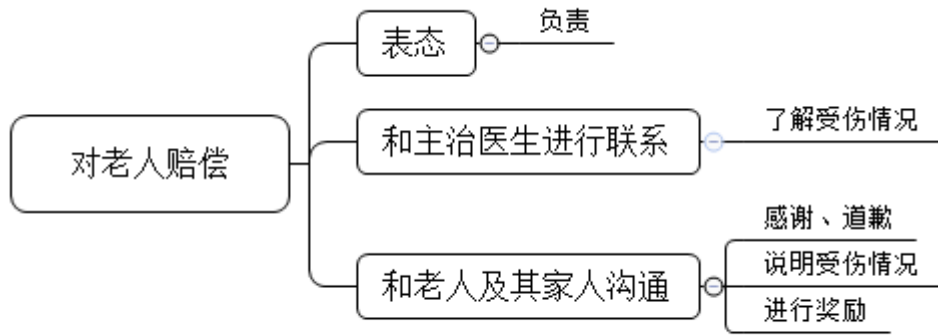 对老人赔偿
表态
负责
和主治医生进行联系
了解受伤情况
和老人及其家人沟通
感谢、道歉
说明受伤情况
进行奖励